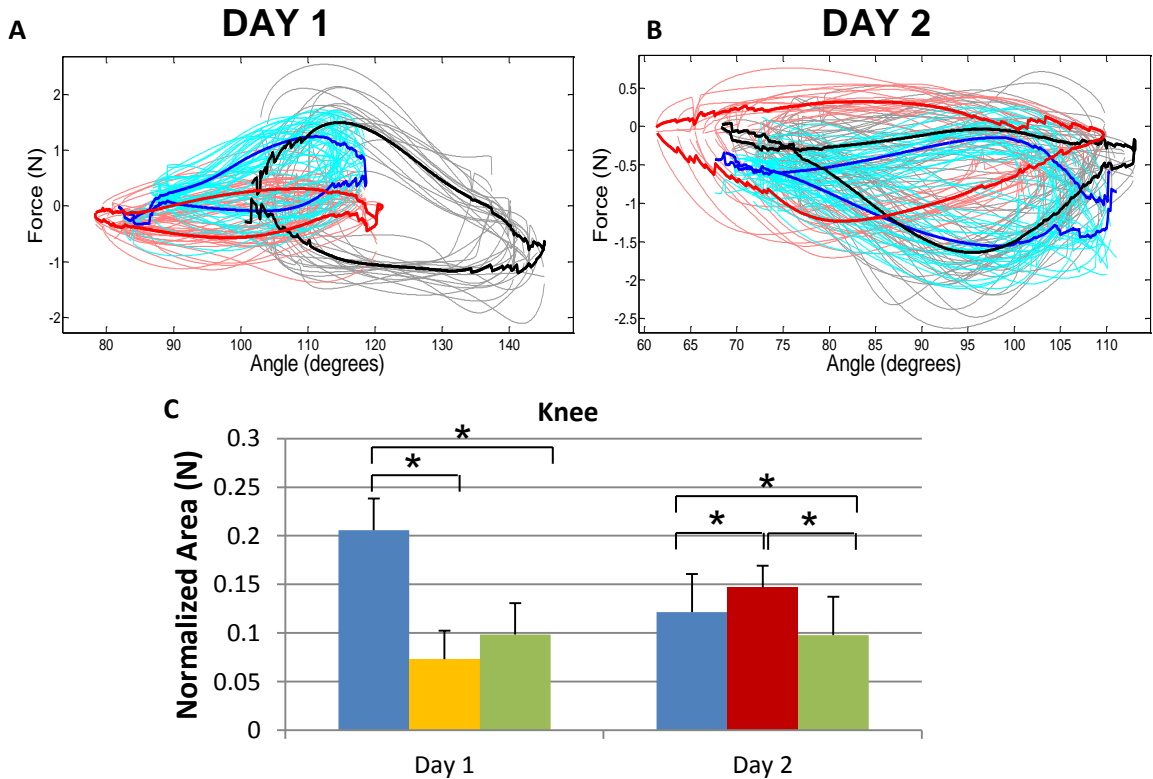 A
DAY 1
B
DAY 2
Force (N)
2
1
0
-1
-2
80 90 100 110 120 130 140
Angle (degrees)
Force (N)
0.5
0
-0.5
-1
-1.5
-2
-2.5
60 65 70 75 80 85 90 95 100 105 110
Angle (degrees)
C
Knee
Normalized Area (N)
0.3
0.25
0.2
0.15
0.1
0.05
0
*
*
*
*
*
Day 1
Day 2